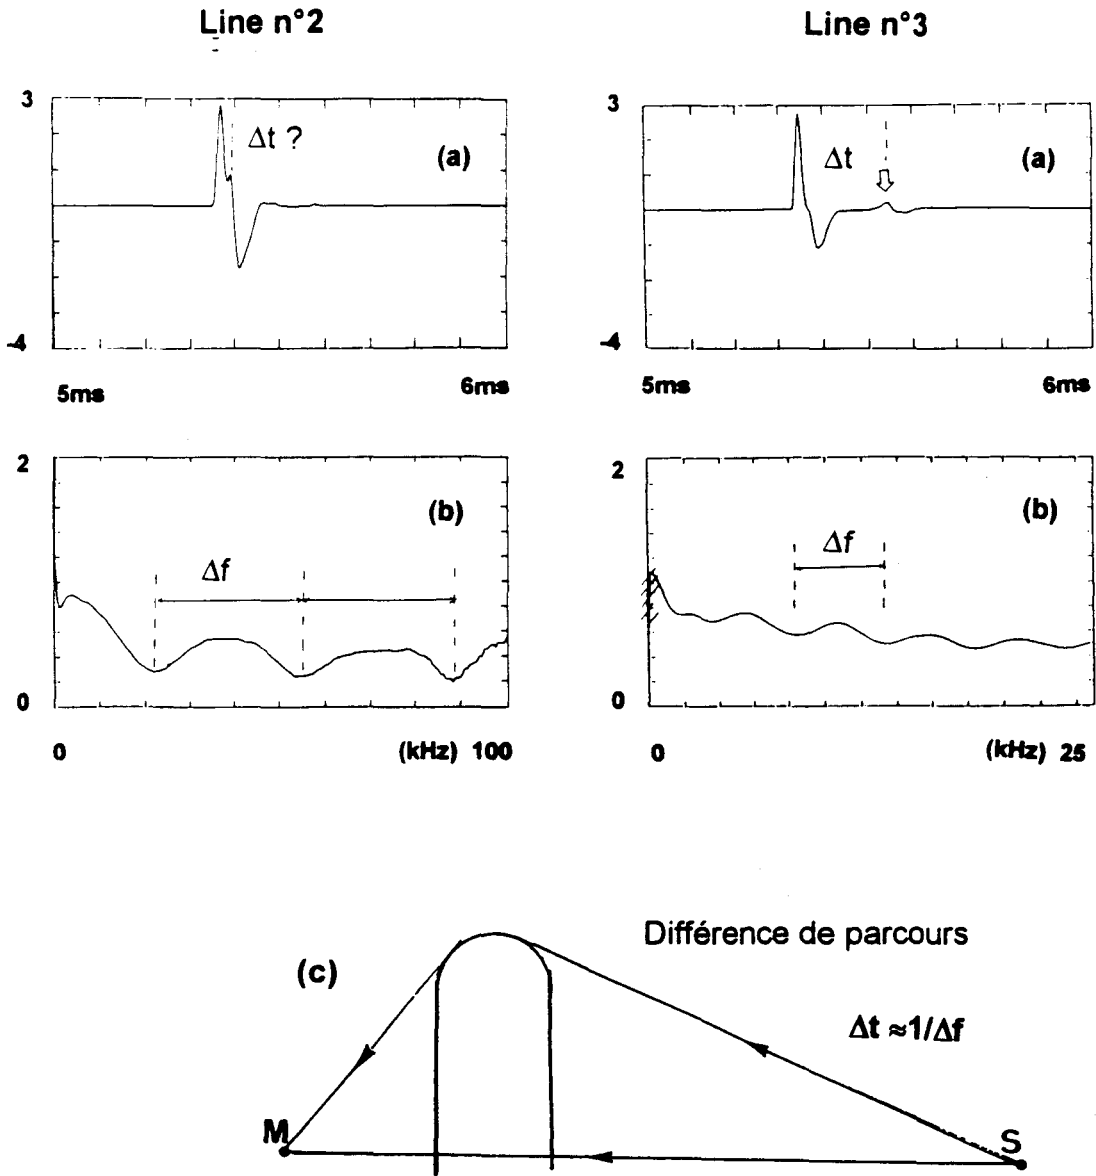 Line n°2
Line n°3
3
Δt ?
(a)
-4
5ms
6ms
3
Δt
(a)
-4
5ms
6ms
2
(b)
Δf
0
0
(kHz) 100
2
(b)
Δf
0
0
(kHz) 25
Différence de parcours
(c)
Δt ≈1/Δf
M
S